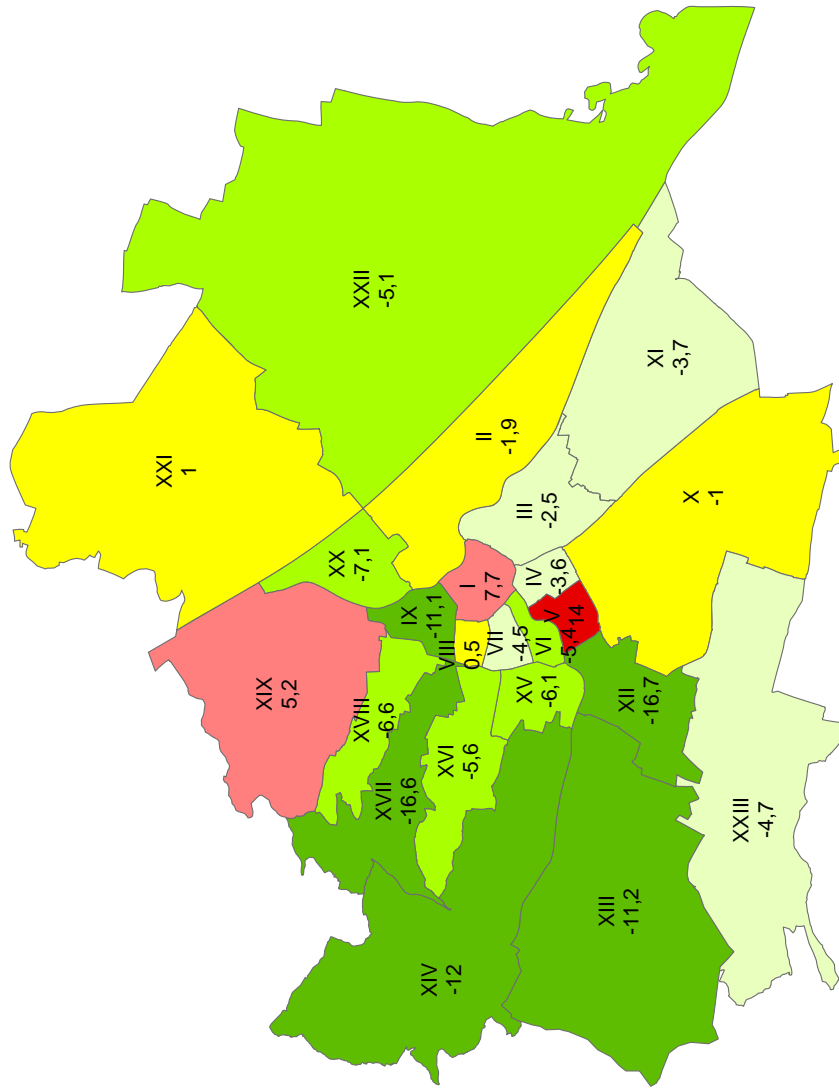 XXII
-5,1
XXI
1
II
-1,9
XI
-3,7
X
-1
III
-2,5
XX
-7,1
I
7,7
IV
-3,6
IX
-11,1
V
14
VIII
0,5
VII
-4,5
VI
-5,4
XIX
5,2
XVIII
-6,6
XV
-6,1
XII
-16,7
XVI
-5,6
XVII
-16,6
XXIII
-4,7
XIII
-11,2
XIV
-12